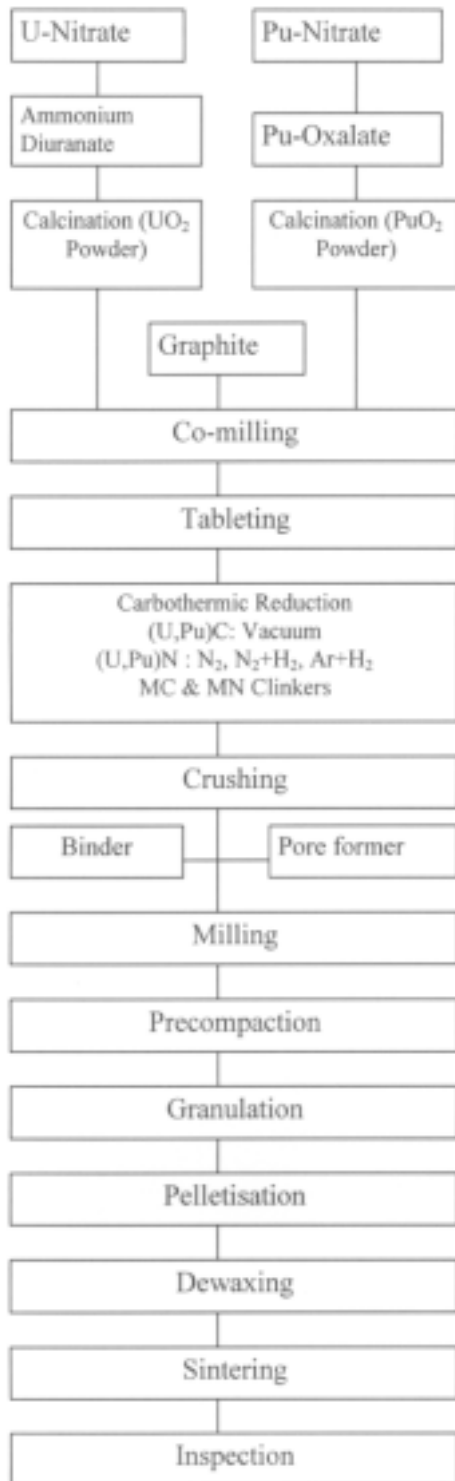 U-Nitrate
Pu-Nitrate
Ammonium
Diuranate
Pu-Oxalate
Calcination (UO₂
Powder)
Calcination (PuO₂
Powder)
Graphite
Co-milling
Tableting
Carbothermic Reduction
(U,Pu)C: Vacuum
(U,Pu)N : N₂, N₂+H₂, Ar+H₂
MC & MN Clinkers
Crushing
Binder
Pore former
Milling
Precompaction
Granulation
Pelletisation
Dewaxing
Sintering
Inspection